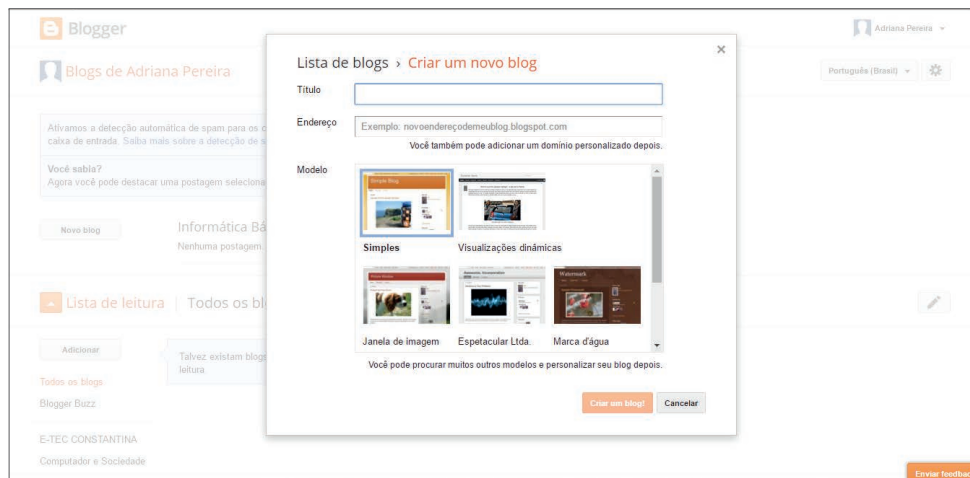 Blogger
Adriana Pereira
Blogs de Adriana Pereira
Português (Brasil)
Ativamos a detecção automática de spam para os c
caixa de entrada. Saiba mais sobre a detecção de s
Você sabia?
Agora você pode destacar uma postagem seleciona
Novo blog
Informática Bá
Nenhuma postagem.
Lista de leitura
Todos os bl
Adicionar
Talvez existam blogs
leitura
Todos os blogs
Blogger Buzz
E-TEC CONSTANTINA
Computador e Sociedade
Lista de blogs › Criar um novo blog
Título
Endereço
Exemplo: novoendereçodemeublog.blogspot.com
Você também pode adicionar um domínio personalizado depois.
Modelo
Simple Blog
Simples
Visualizações dinâmicas
Janela de imagem
Espetacular Ltda.
Watermark
Marca d'água
Você pode procurar muitos outros modelos e personalizar seu blog depois.
Criar um blog!
Cancelar
Enviar feedbac